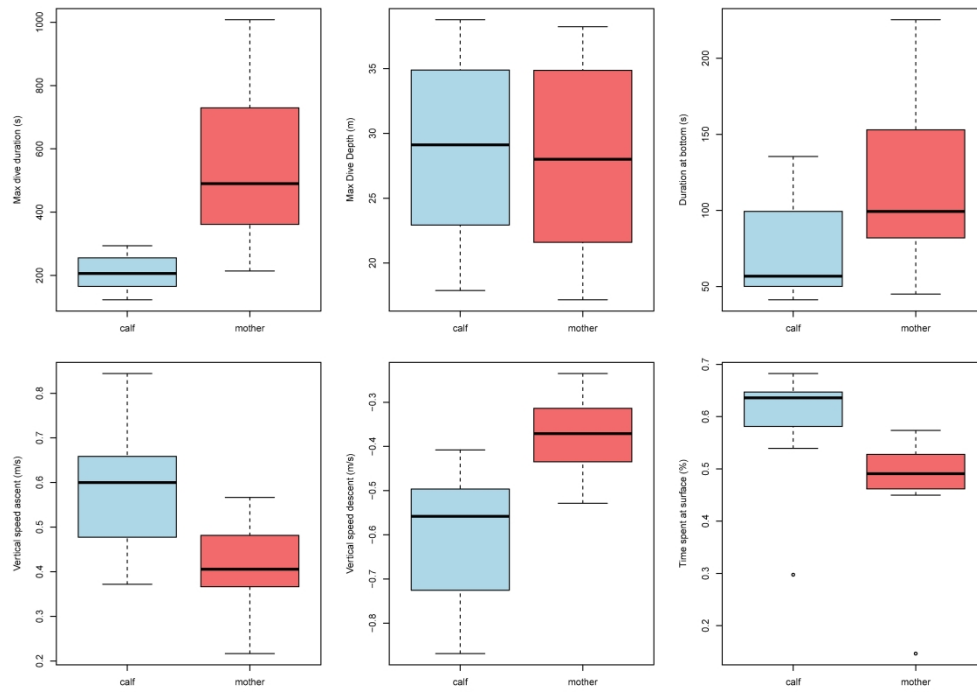 Max dive duration (s)
1000
800
600
400
200
calf
mother
Max Dive Depth (m)
35
30
25
20
calf
mother
Duration at bottom (s)
200
150
100
50
calf
mother
Vertical speed ascent (m/s)
0.8
0.7
0.6
0.5
0.4
0.3
0.2
calf
mother
Vertical speed descent (m/s)
−0.3
−0.4
−0.5
−0.6
−0.7
−0.8
calf
mother
Time spent at surface (%)
0.7
0.6
0.5
0.4
0.3
0.2
calf
mother